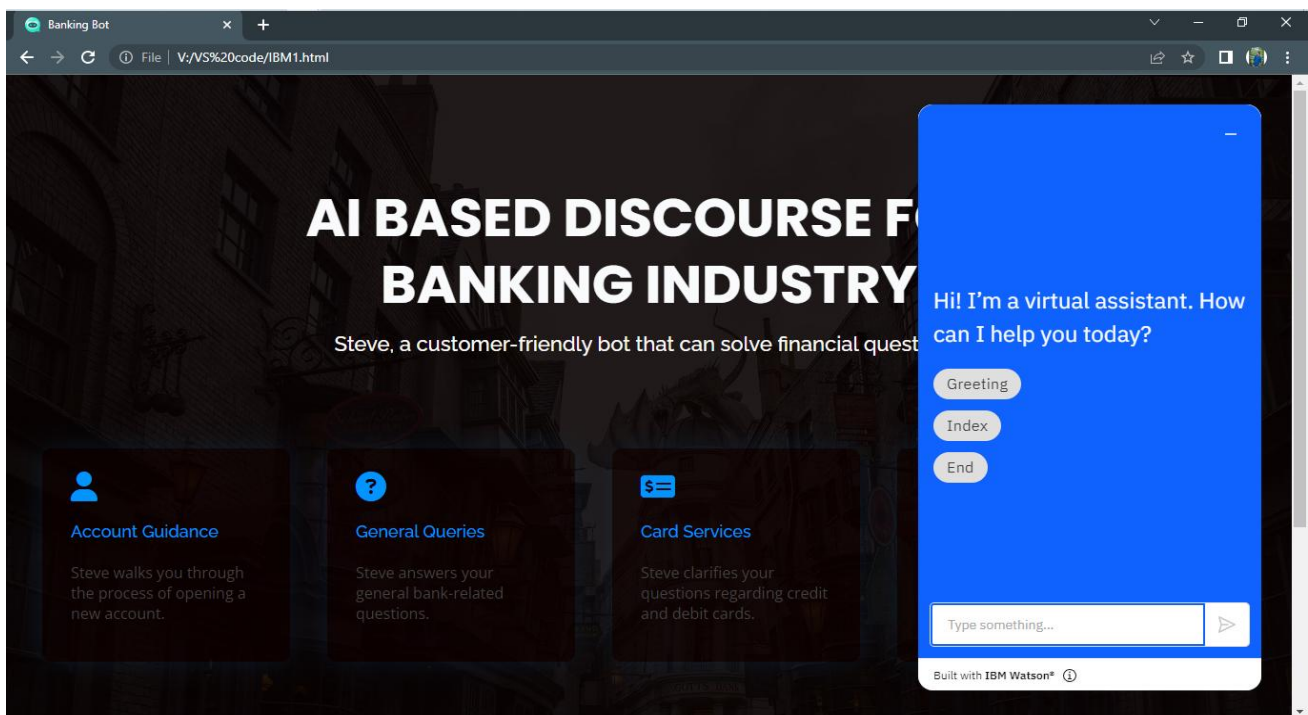 Banking Bot
File | V:/VS%20code/IBM1.html
AI BASED DISCOURSE F
BANKING INDUSTRY
Steve, a customer-friendly bot that can solve financial quest
Account Guidance
Steve walks you through
the process of opening a
new account.
General Queries
Steve answers your
general bank-related
questions.
Card Services
Steve clarifies your
questions regarding credit
and debit cards.
Hi! I’m a virtual assistant. How
can I help you today?
Greeting
Index
End
Type something...
Built with IBM Watson®